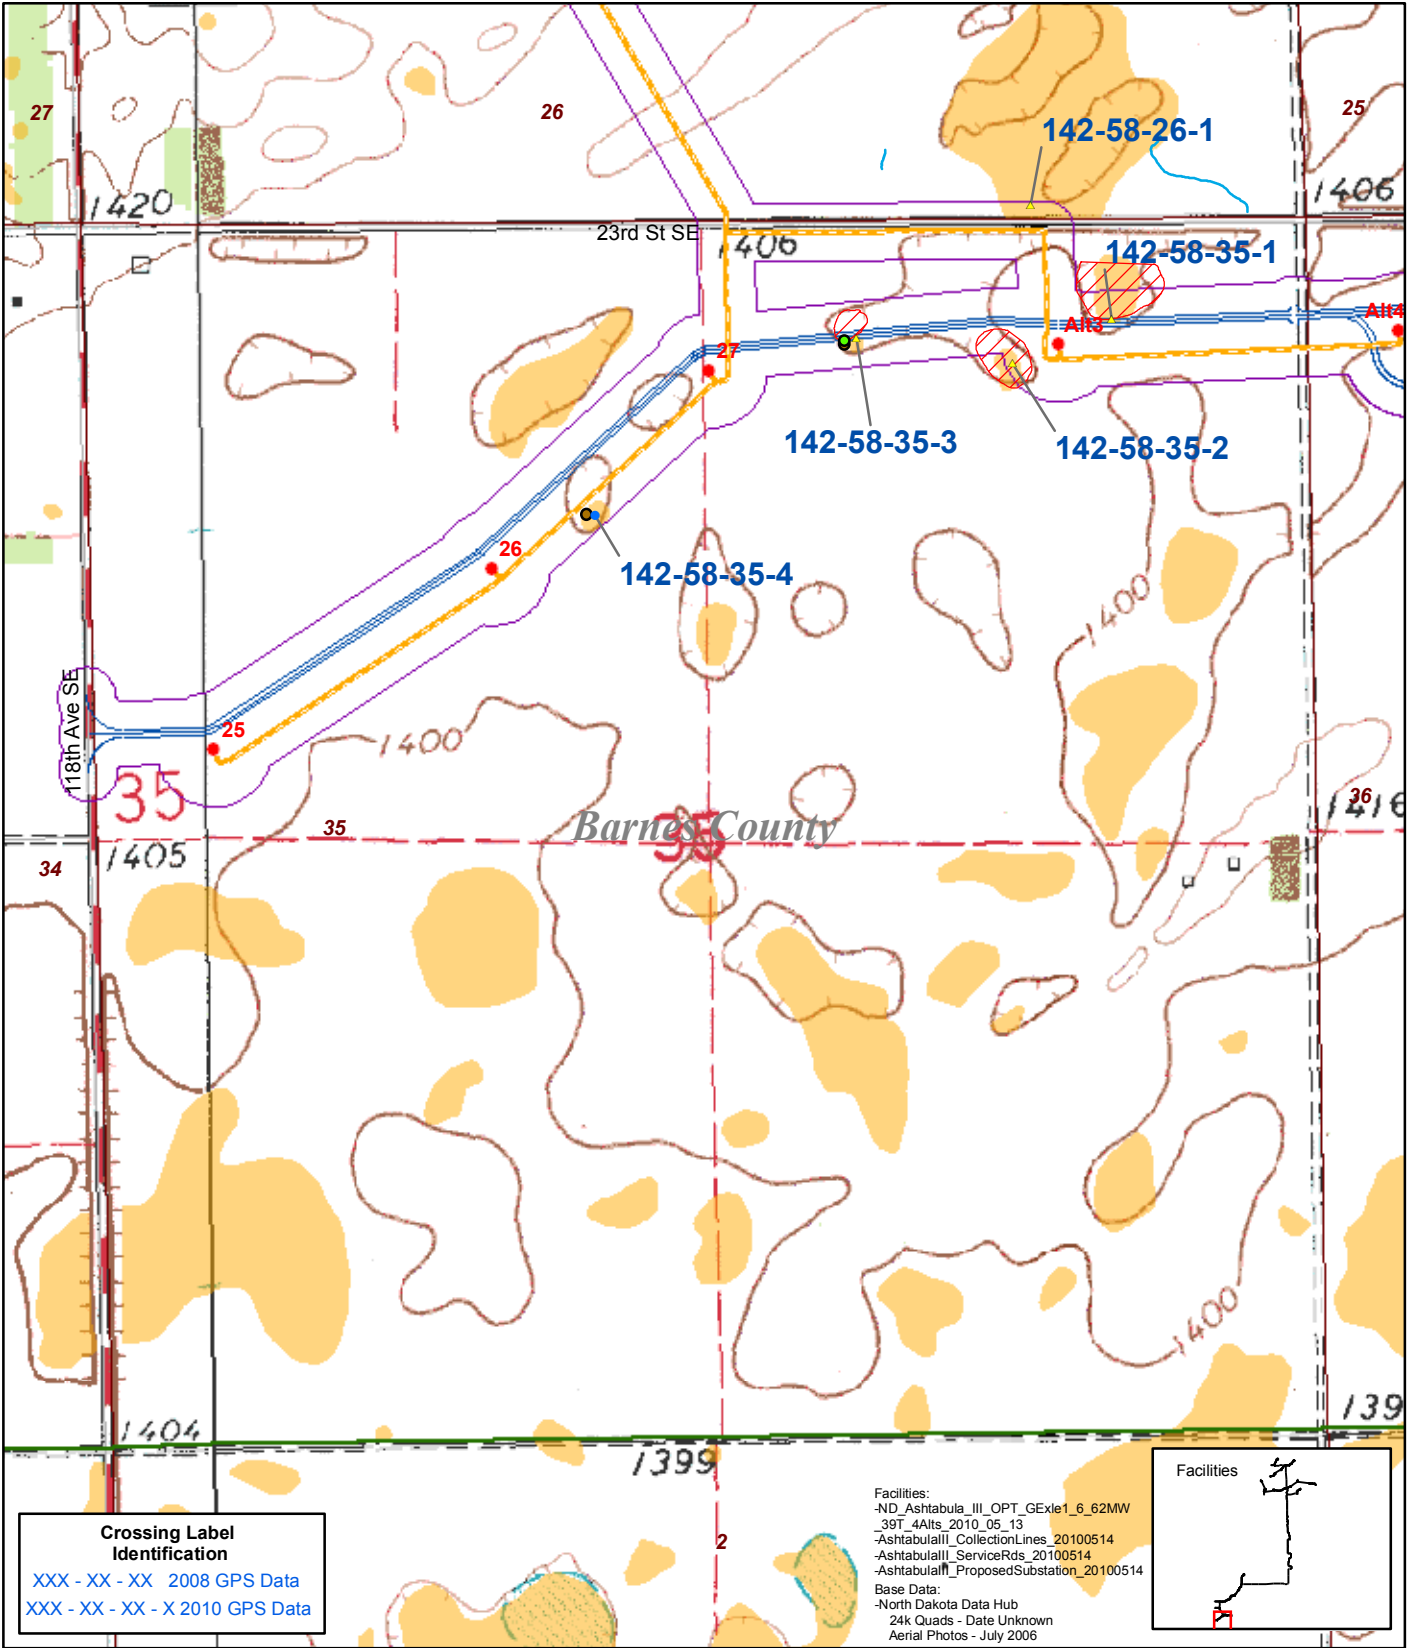 27
26
25
142-58-26-1
1420
1406
23rd St SE
1406
142-58-35-1
Alt3
Alt4
27
142-58-35-3
142-58-35-2
26
142-58-35-4
1400
118th Ave SE
25
1400
35
36
1416
35
Barnes County
35
34
1405
1400
1404
139
1399
2
Crossing Label
Identification
XXX - XX - XX 2008 GPS Data
XXX - XX - XX - X 2010 GPS Data
Facilities:
-ND_Ashtabula_III_OPT_GExle1_6_62MW
_39T_4Alts_2010_05_13
-AshtabulaIII_CollectionLines_20100514
-AshtabulaIII_ServiceRds_20100514
-AshtabulaIII_ProposedSubstation_20100514
Base Data:
-North Dakota Data Hub
24k Quads - Date Unknown
Aerial Photos - July 2006
Facilities